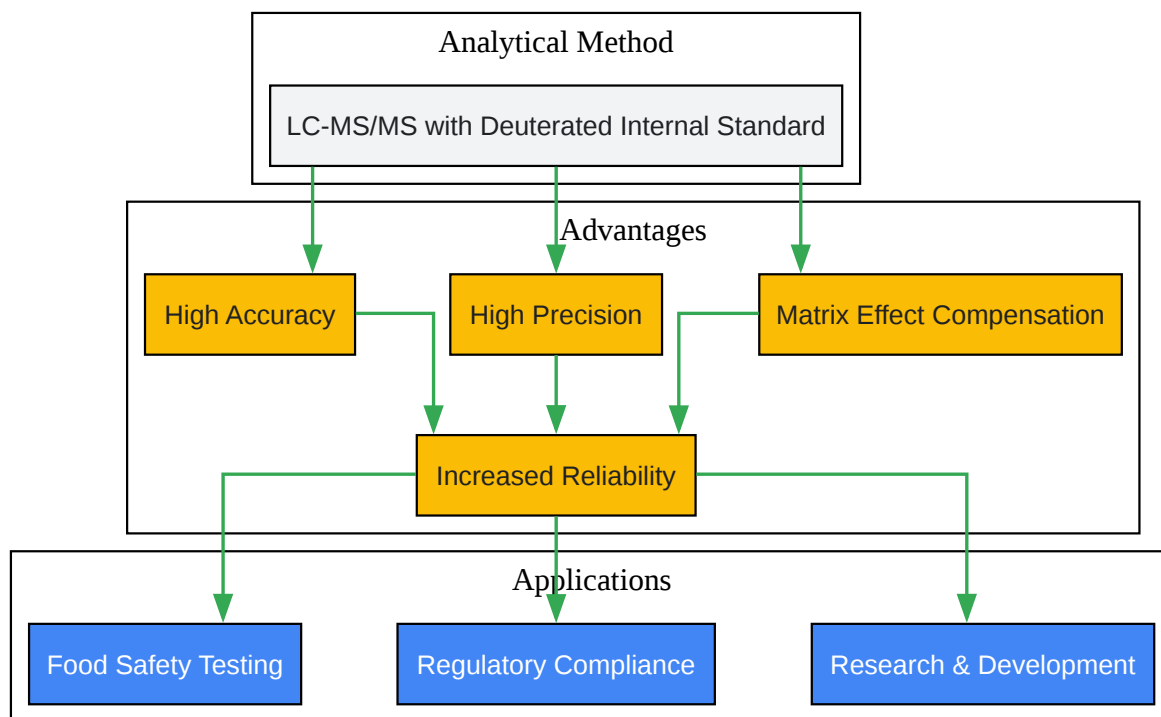 Analytical Method
LC-MS/MS with Deuterated Internal Standard
Advantages
High Accuracy
High Precision
Matrix Effect Compensation
Increased Reliability
Applications
Food Safety Testing
Regulatory Compliance
Research & Development